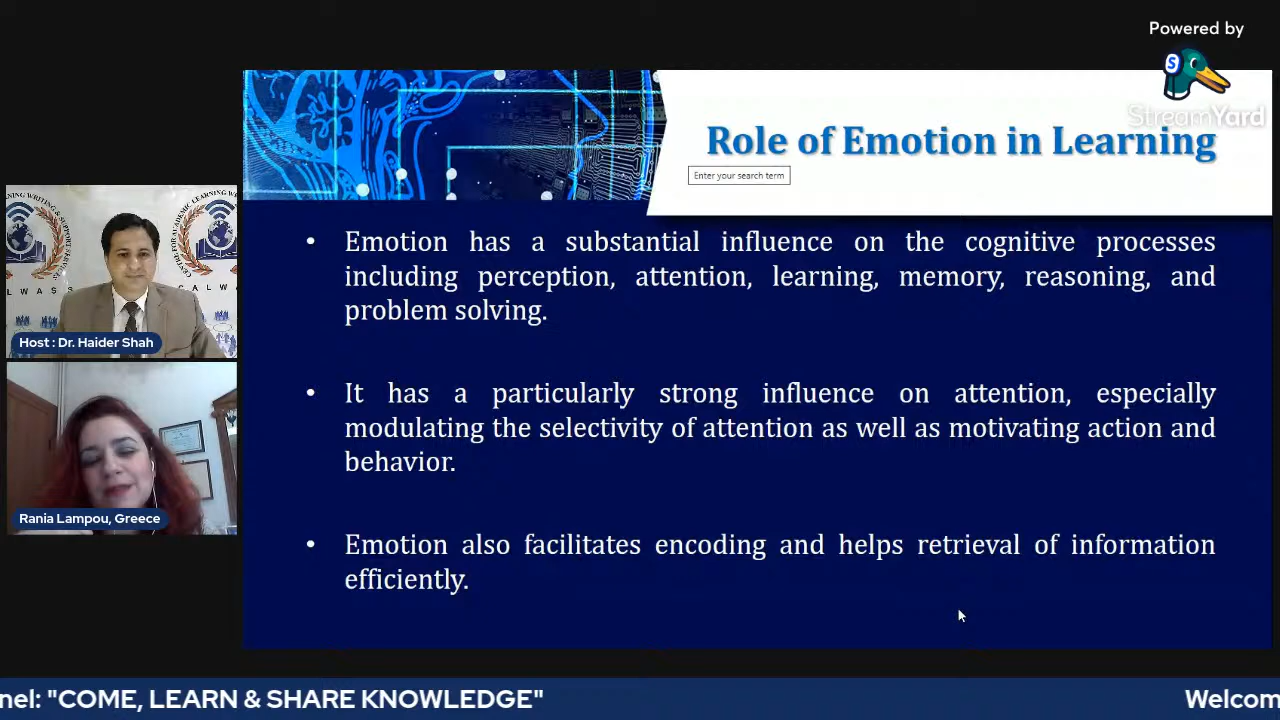 Powered by
StreamYard
Role of Emotion in Learning
Enter your search term
• Emotion has a substantial influence on the cognitive processes
including perception, attention, learning, memory, reasoning, and
problem solving.
• It has a particularly strong influence on attention, especially
modulating the selectivity of attention as well as motivating action and
behavior.
• Emotion also facilitates encoding and helps retrieval of information
efficiently.
Host : Dr. Haider Shah
Rania Lampou, Greece
nel: "COME, LEARN & SHARE KNOWLEDGE"
Welcom